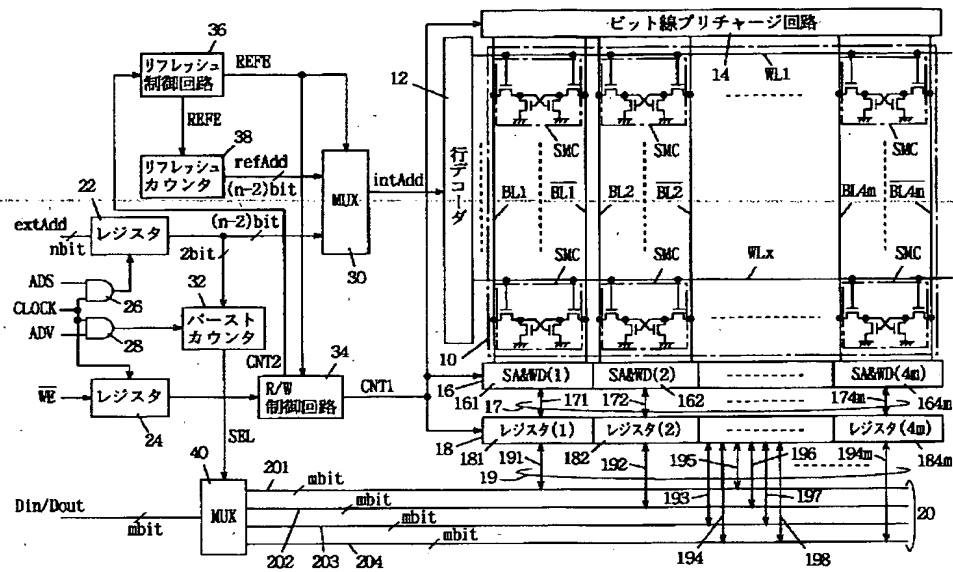 ビット線プリチャージ回路
36
リフレッシュ
制御回路
REFE
12
14
WL1
REFE
38
リフレッシュ
カウンタ
refAdd
(n-2)bit
MUX
30
intAdd
行デコーダ
SMC
SMC
SMC
BL1
BL1
BL2
BL2
BL4m
BL4m
22
extAdd
nbit
レジスタ
(n-2)bit
2bit
ADS
26
CLOCK
ADV
28
32
バースト
カウンタ
WLx
SMC
SMC
SMC
10
CNT2
34
WE
レジスタ
24
R/W
制御回路
CNT1
16
SA&WD(1)
SA&WD(2)
SA&WD(4m)
161
162
164m
17
171
172
174m
18
レジスタ(1)
レジスタ(2)
レジスタ(4m)
181
182
184m
SEL
19
191
192
195
196
194m
193
197
194
198
40
MUX
Din/Dout
mbit
201
mbit
202
mbit
203
mbit
204
mbit
20